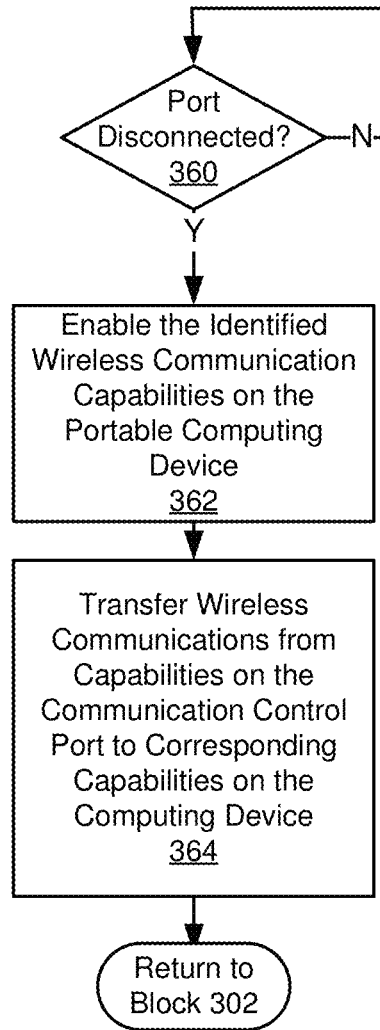 Port
Disconnected?
360
N
Y
Enable the Identified
Wireless Communication
Capabilities on the
Portable Computing
Device
362
Transfer Wireless
Communications from
Capabilities on the
Communication Control
Port to Corresponding
Capabilities on the
Computing Device
364
Return to
Block 302